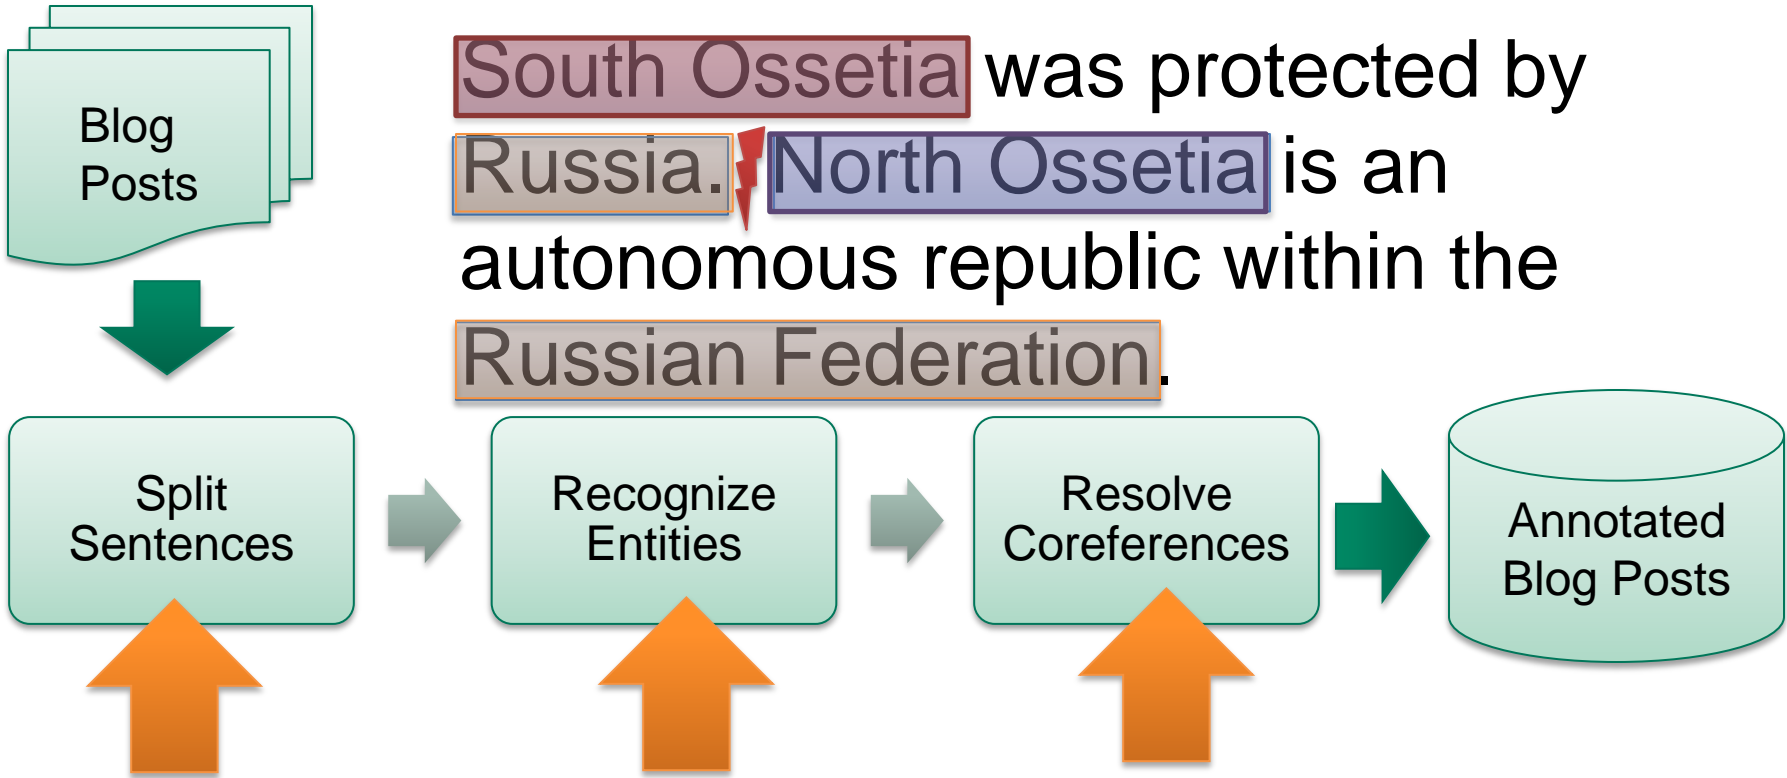 Blog
Posts
South Ossetia was protected by
Russia. North Ossetia is an
autonomous republic within the
Russian Federation.
Split
Sentences
Recognize
Entities
Resolve
Coreferences
Annotated
Blog Posts